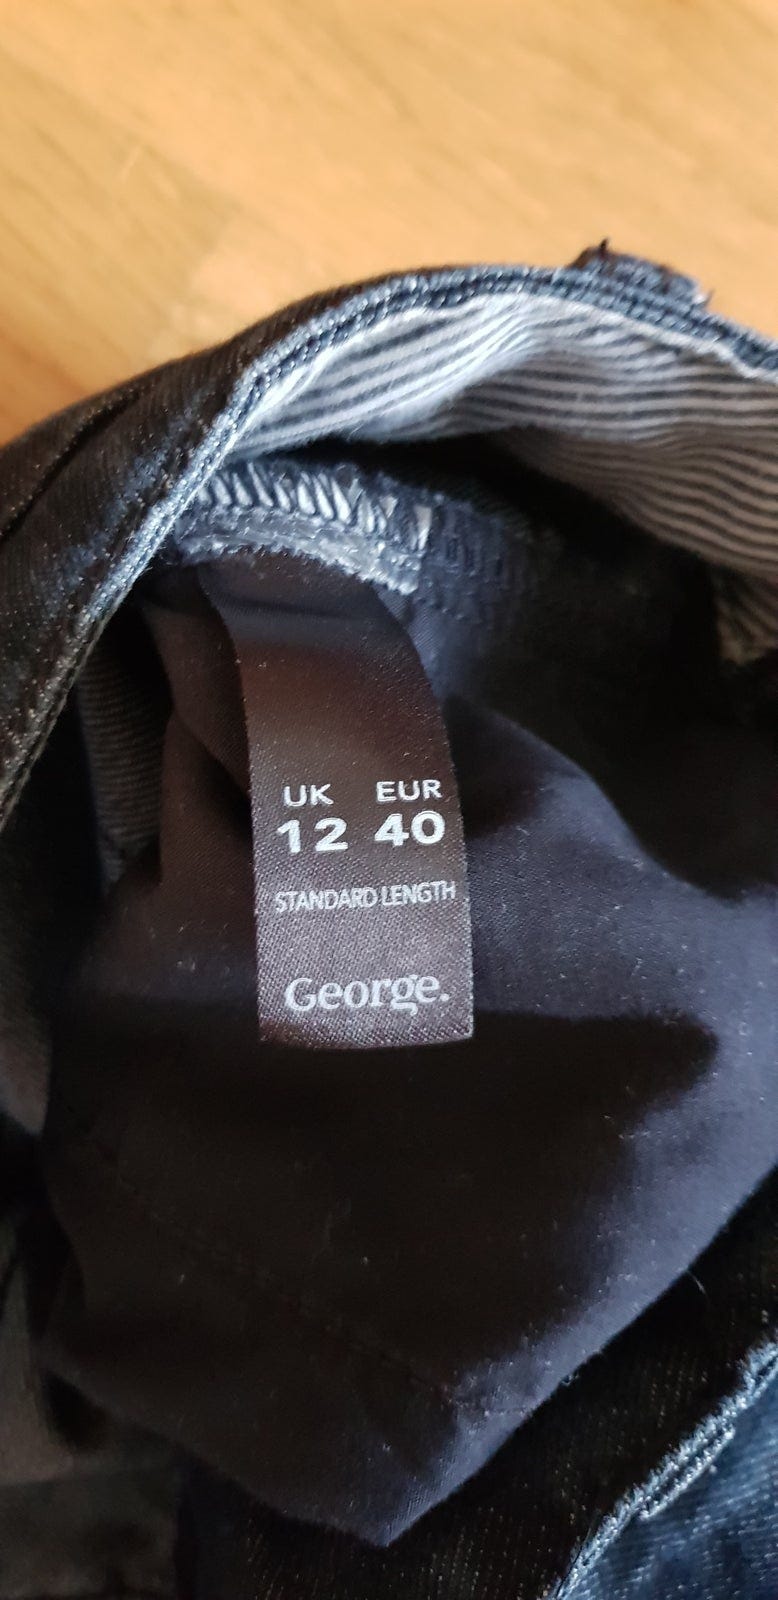 UK EUR
12 40
STANDARD LENGTH
George.